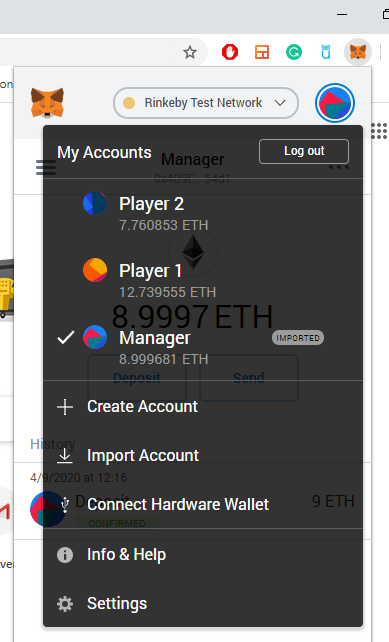 Rinkeby Test Network
My Accounts
Log out
Manager
Player 2
7.760853 ETH
Player 1
12.739555 ETH
8.9997 ETH
Manager
IMPORTED
8.999681 ETH
Deposit
Send
Create Account
History
Import Account
4/9/2020 at 12:16
Connect Hardware Wallet
Deposit
9 ETH
CONFIRMED
Info & Help
Settings